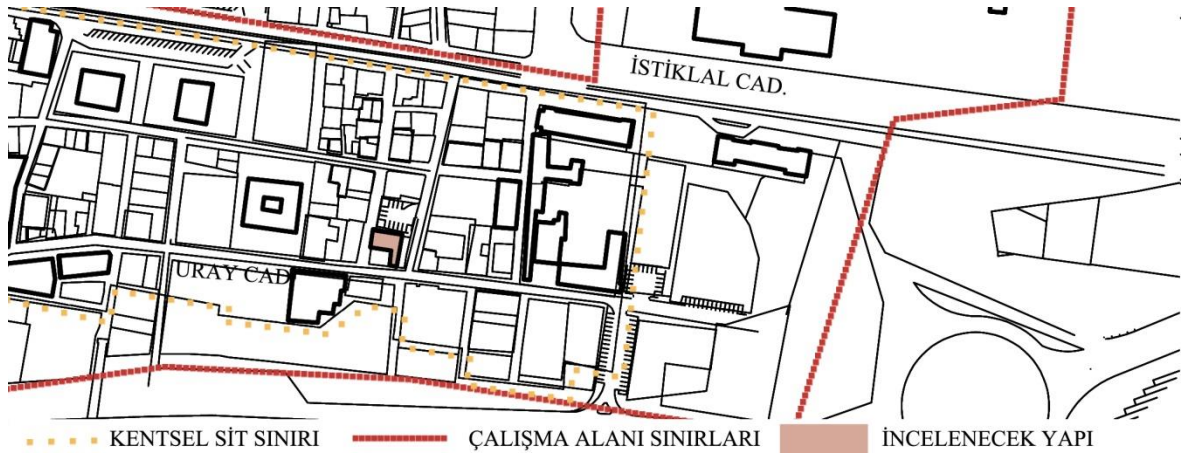 İSTİKLAL CAD.
URAY CAD
KENTSEL SİT SINIRI
ÇALIŞMA ALANI SINIRLARI
İNCELENECEK YAPI